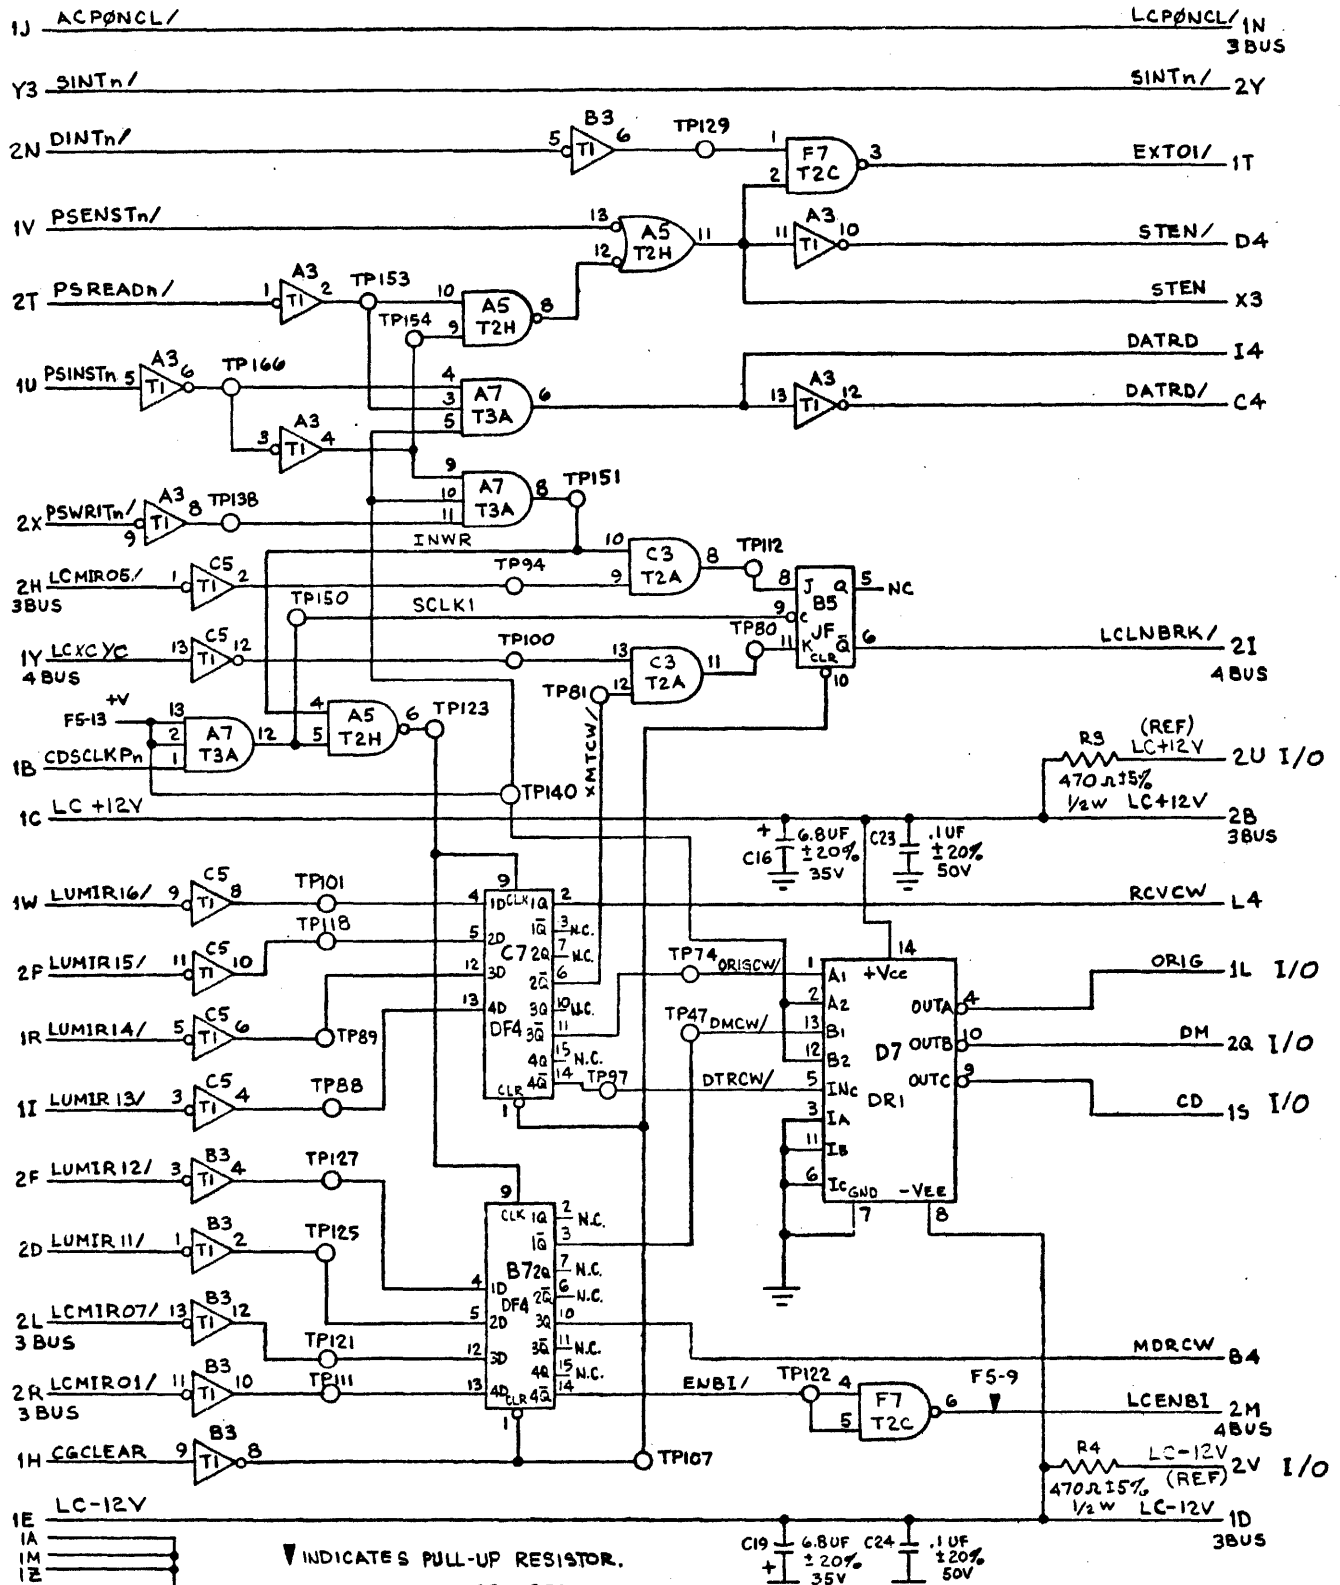 1J ACPØNCL/ LCPØNCL/ 1N
3BUS
Y3 SINTn/ SINTn/ 2Y
2N DINTn/ 5 B3 T1 6 TP129 1 2 F7 T2C 3 EXTO1/ 1T
1V PSENSTn/ 13 12 A5 T2H 11 11 A3 T1 10 STEN/ D4
2T PSREADn/ 1 A3 T1 2 TP153 10 9 A5 T2H 8 STEN X3
TP154
DATRD I4
1U PSINSTn 5 A3 T1 6 TP166 4 3 5 A7 T3A 6 13 A3 T1 12 DATRD/ C4
3 A3 T1 4
2X PSWRITn/ 9 A3 T1 8 TP138 9 10 11 A7 T3A 8 TP151
INWR
2H LCMIRO5/ 1 C5 T1 2 TP94 10 9 C3 T2A 8 TP112
3BUS
TP150 SCLK1 8 J Q 5 NC
9 C B5 JF
1Y LCXCYC 13 C5 T1 12 TP100 13 12 C3 T2A 11 TP80 11 K Q̄ 6 CLR 10 LCLNBRK/ 2I
4BUS 4BUS
TP81
XMTCW/
+V
F5-13 13 2 1 A7 T3A 12 4 5 A5 T2H 6 TP123
1B CDSCLKPn
R3 (REF) LC+12V 2U I/O
470Ω±5%
1/2W
TP140
1C LC +12V LC+12V 2B
3BUS
+ C16 6.8UF ±20% 35V C23 .1UF ±20% 50V
1W LUMIR16/ 9 C5 T1 8 TP101 4 1D CLK 9 1Q 2 RCVCW L4
1Q̄ 3 N.C.
2P LUMIR15/ 11 C5 T1 10 TP118 5 2D C7 2Q 7 N.C.
12 3D 2Q̄ 6
13 4D 3Q 10 N.C.
1R LUMIR14/ 5 C5 T1 6 TP89 DF4 3Q̄ 11 TP74 ORIGCW/
4Q 15 N.C.
1I LUMIR13/ 3 C5 T1 4 TP88 4Q̄ 14 TP97 DTRCW/
CLR 1
TP47 DMCW/
14 +Vcc
1 A1 OUTA 4 ORIG 1L I/O
2 A2
13 B1 D7 OUTB 10 DM 2Q I/O
12 B2
5 INc DR1 OUTC 9 CD 1S I/O
3 IA
11 IB
6 Ic GND 7 -VEE 8
2F LUMIR12/ 3 B3 T1 4 TP127
9 CLK 1Q 2 N.C.
1Q̄ 3
2D LUMIR11/ 1 B3 T1 2 TP125 4 1D B7 2Q 7 N.C.
2Q̄ 6 N.C.
DF4
2L LCMIRO7/ 13 B3 T1 12 TP121 5 2D 3Q 10 MDRCW B4
3 BUS
12 3D 3Q̄ 11 N.C.
4Q 15 N.C.
2R LCMIRO1/ 11 B3 T1 10 TP111 13 4D CLR 1 4Q̄ 14 ENBI/ TP122 4 5 F7 T2C 6 F5-9 LCENBI 2M
3 BUS 4BUS
1H CGCLEAR 9 B3 T1 8 TP107
R4 LC-12V (REF) 2V I/O
470Ω±5%
1/2W
1E LC-12V LC-12V 1D
3BUS
1A
1M
1Z
▼ INDICATES PULL-UP RESISTOR.
C19 + 6.8UF ±20% 35V C24 .1UF ±20% 50V